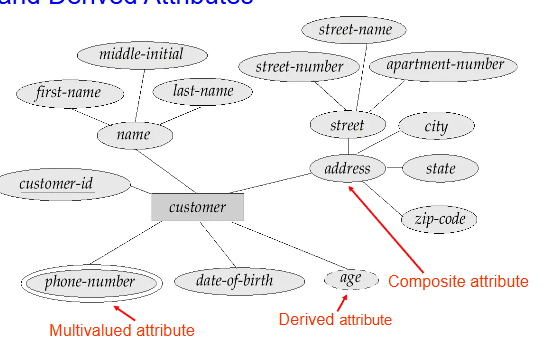 and Derived Attributes
street-name
middle-initial
street-number
apartment-number
first-name
last-name
name
street
city
address
state
customer-id
customer
zip-code
phone-number
date-of-birth
age
Composite attribute
Derived attribute
Multivalued attribute